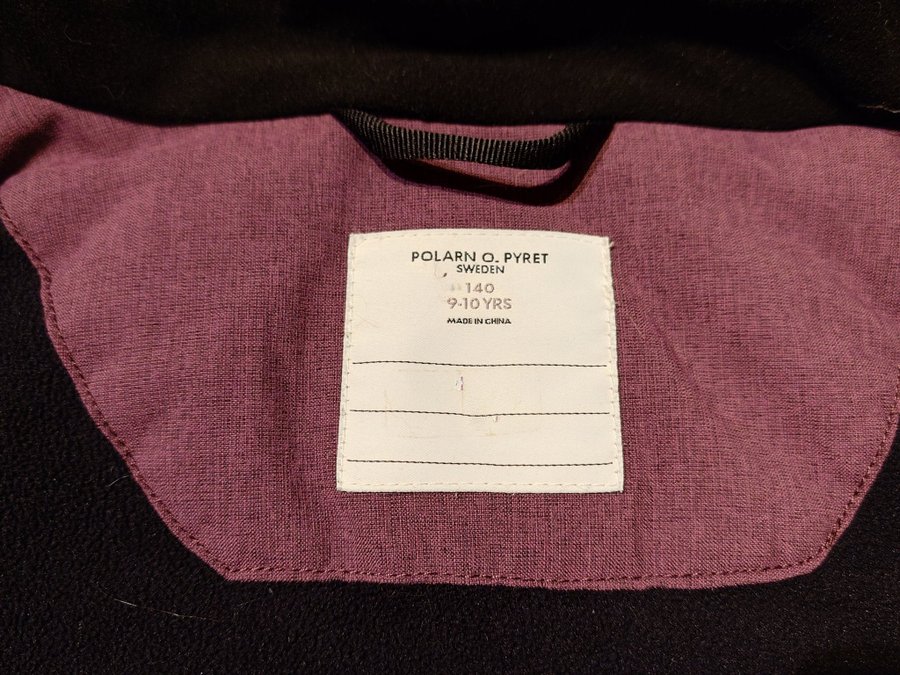 POLARN O. PYRET
SWEDEN
140
9-10 YRS
MADE IN CHINA